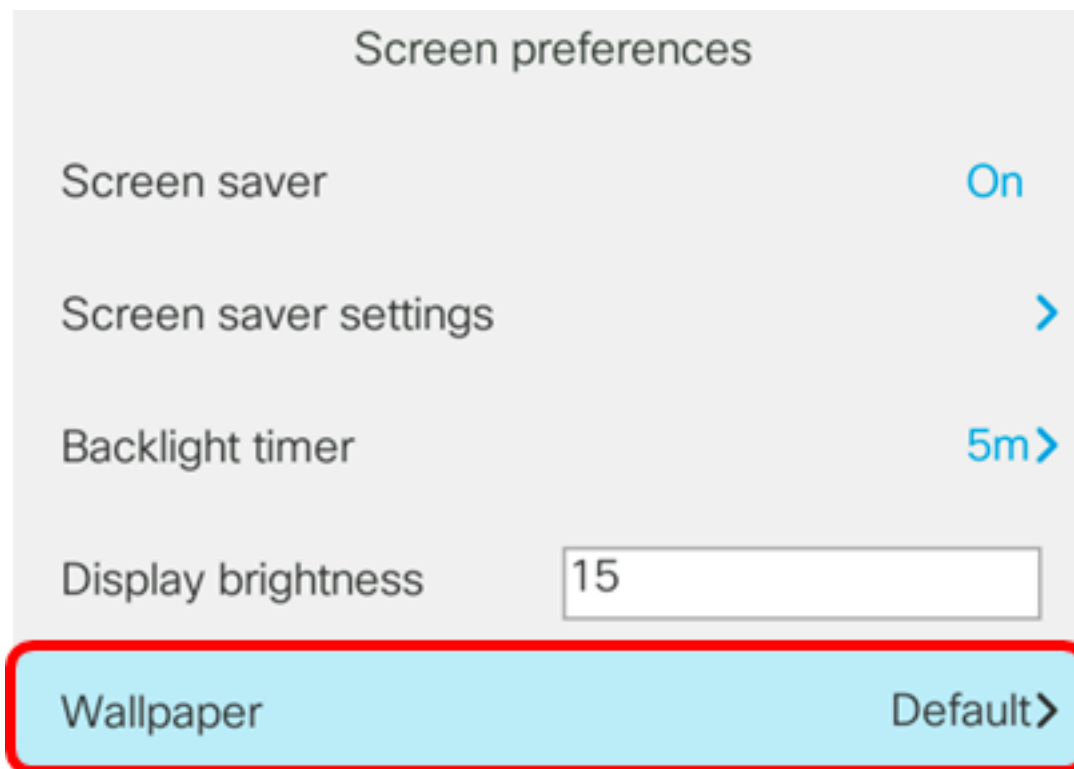 Screen preferences
Screen saver On
Screen saver settings
Backlight timer 5m
Display brightness 15
Wallpaper Default